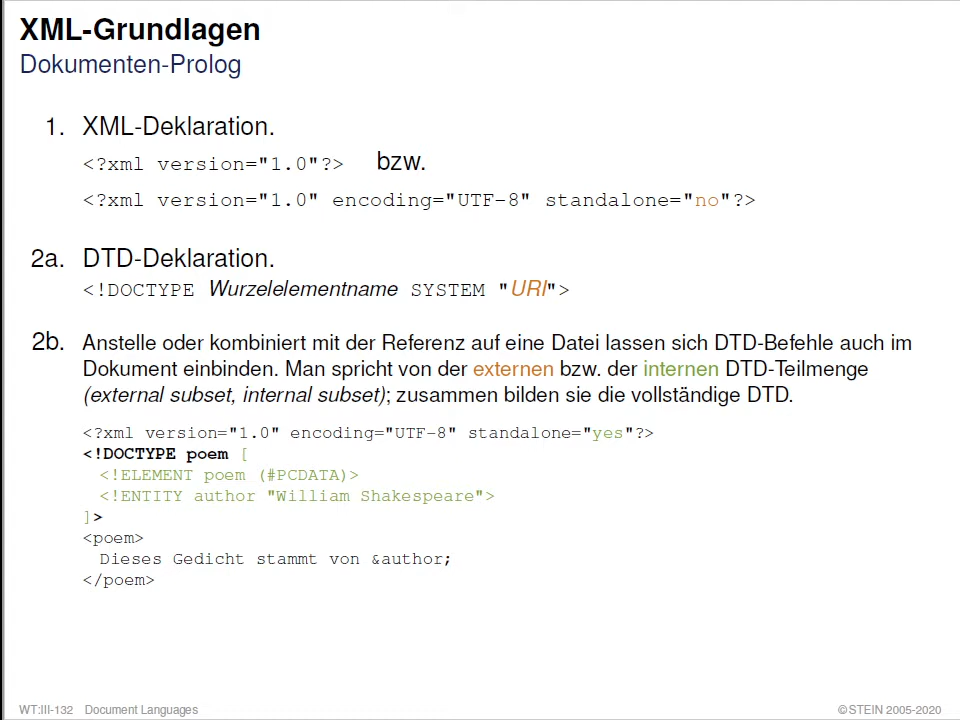 XML-Grundlagen
Dokumenten-Prolog
1. XML-Deklaration.
<?xml version="1.0"?> bzw.
<?xml version="1.0" encoding="UTF-8" standalone="no"?>
2a. DTD-Deklaration.
<!DOCTYPE Wurzelelementname SYSTEM "URI">
2b. Anstelle oder kombiniert mit der Referenz auf eine Datei lassen sich DTD-Befehle auch im
Dokument einbinden. Man spricht von der externen bzw. der internen DTD-Teilmenge
(external subset, internal subset); zusammen bilden sie die vollständige DTD.
<?xml version="1.0" encoding="UTF-8" standalone="yes"?>
<!DOCTYPE poem [
<!ELEMENT poem (#PCDATA)>
<!ENTITY author "William Shakespeare">
]>
<poem>
Dieses Gedicht stammt von &author;
</poem>
WT:III-132 Document Languages
©STEIN 2005-2020